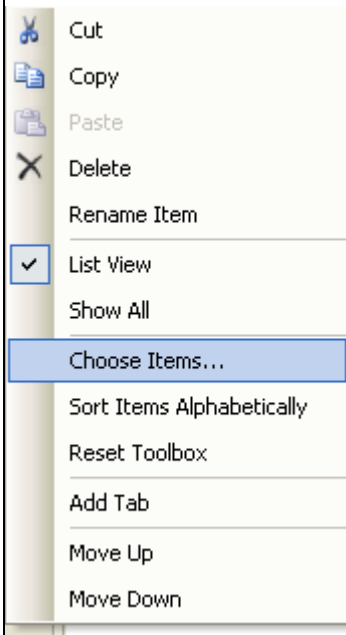 Cut
Copy
Paste
Delete
Rename Item
List View
Show All
Choose Items...
Sort Items Alphabetically
Reset Toolbox
Add Tab
Move Up
Move Down